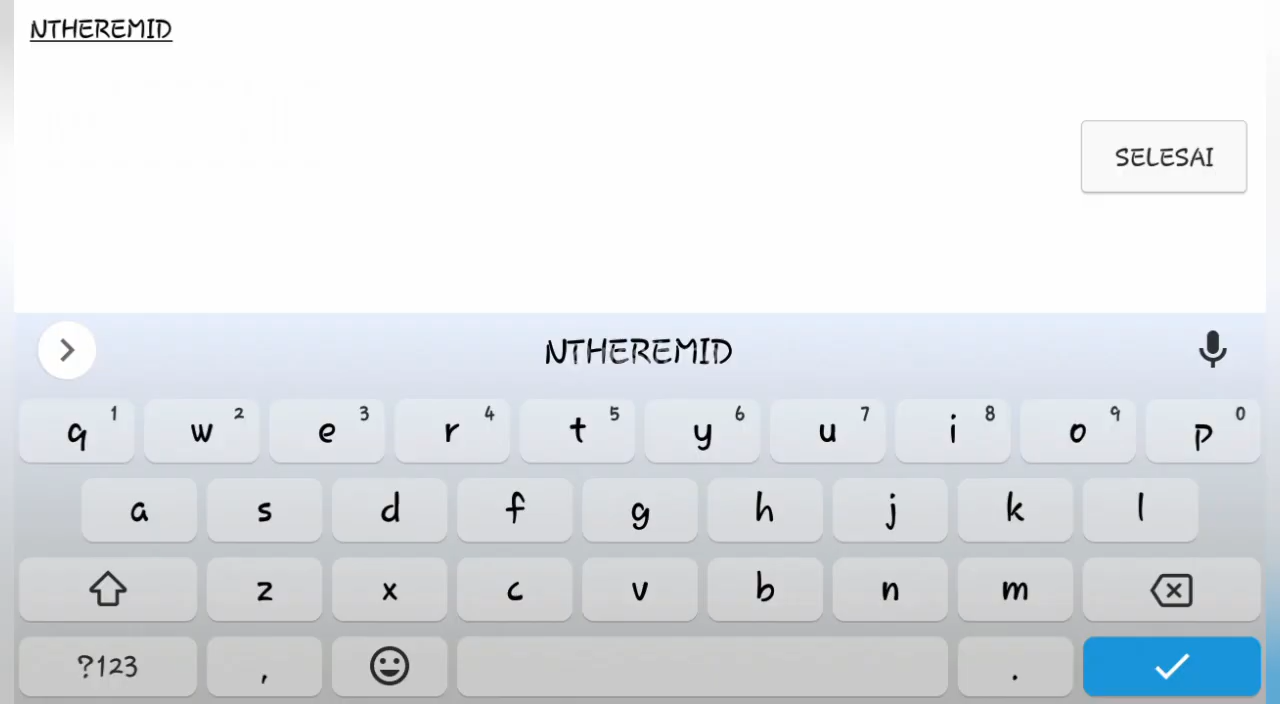 NTHEREMID
SELESAI
NTHEREMID
q 1 w 2 e 3 r 4 t 5 y 6 u 7 i 8 o 9 p 0
a s d f g h j k l
z x c v b n m
?123 , .